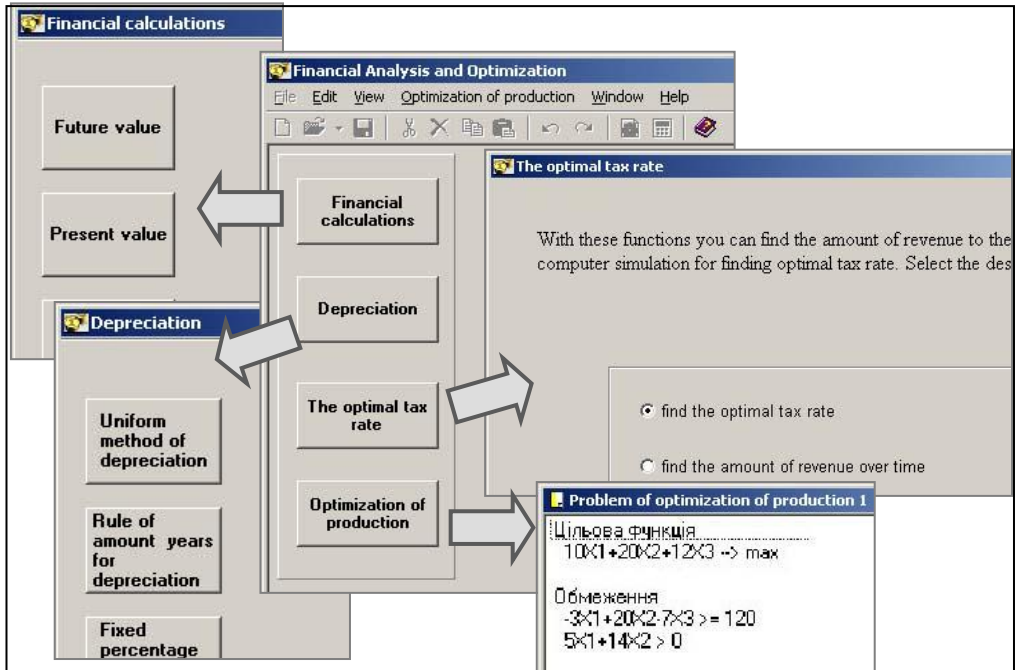 Financial calculations
Future value
Present value
Financial Analysis and Optimization
File Edit View Optimization of production Window Help
Financial
calculations
Depreciation
The optimal tax
rate
Optimization of
production
Depreciation
Uniform
method of
depreciation
Rule of
amount years
for
depreciation
Fixed
percentage
The optimal tax rate
With these functions you can find the amount of revenue to the
computer simulation for finding optimal tax rate. Select the des
find the optimal tax rate
find the amount of revenue over time
Problem of optimization of production 1
Цільова функція
10X1+20X2+12X3 --> max
Обмеження
-3X1+20X2-7X3 >= 120
5X1+14X2 > 0